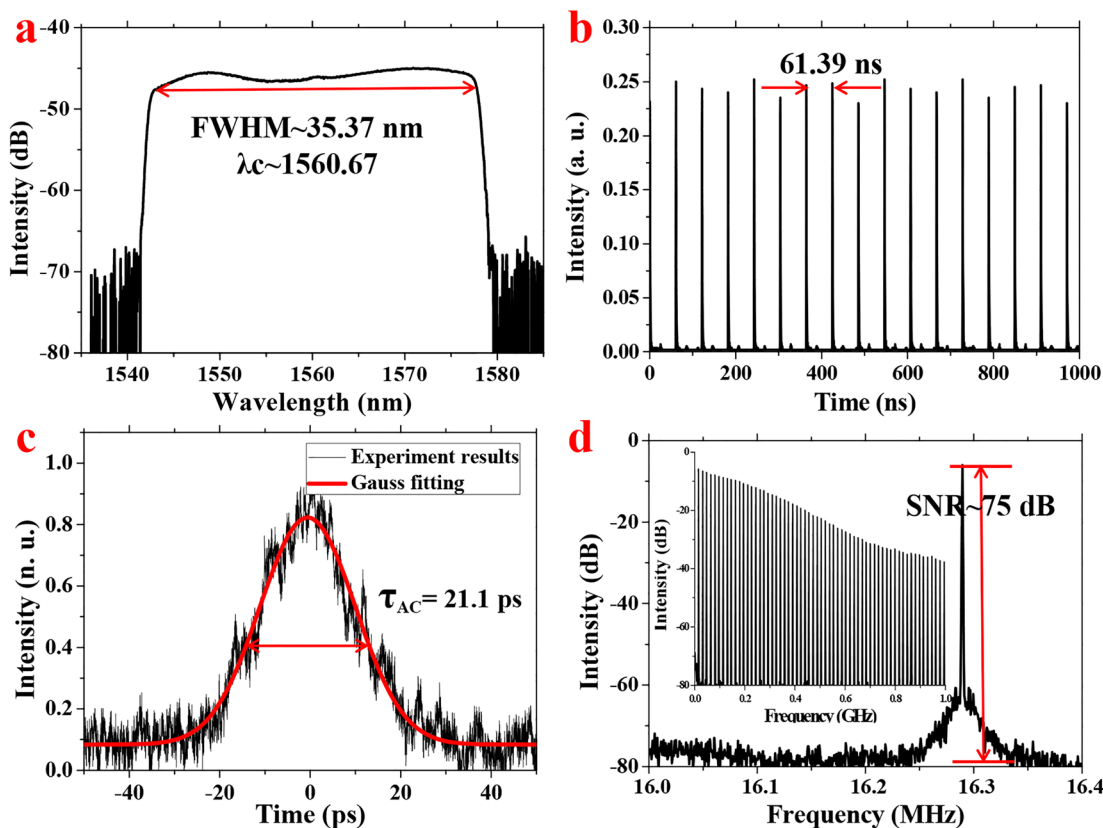 a
-40
-50
-60
-70
-80
Intensity (dB)
FWHM~35.37 nm
λc~1560.67
1540
1550
1560
1570
1580
Wavelength (nm)
b
0.30
0.25
0.20
0.15
0.10
0.05
0.00
Intensity (a. u.)
61.39 ns
0
200
400
600
800
1000
Time (ns)
c
1.0
0.8
0.6
0.4
0.2
0.0
Intensity (n. u.)
Experiment results
Gauss fitting
τAC= 21.1 ps
-40
-20
0
20
40
Time (ps)
d
0
-20
-40
-60
-80
Intensity (dB)
SNR~75 dB
0
-20
-40
-60
-80
Intensity (dB)
0.0
0.2
0.4
0.6
0.8
1.0
Frequency (GHz)
16.0
16.1
16.2
16.3
16.4
Frequency (MHz)